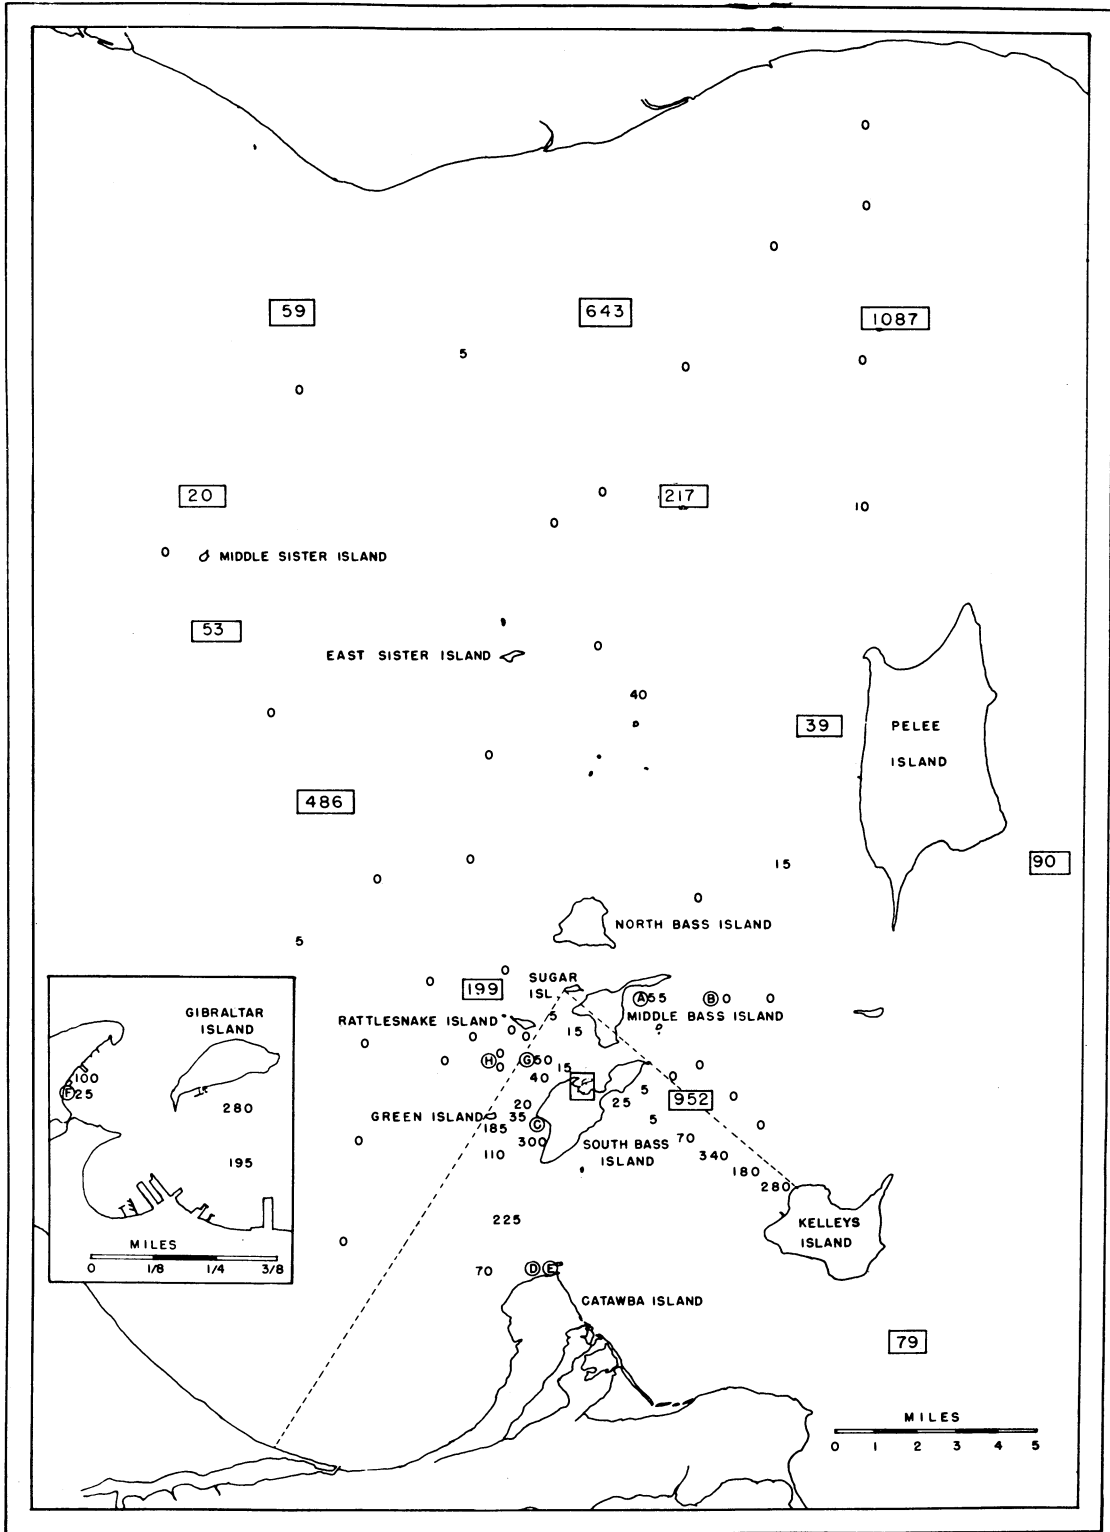 0
0
0
59
643
1087
5
0
0
0
20
0
217
0
10
0
MIDDLE SISTER ISLAND
53
EAST SISTER ISLAND
0
40
0
39
PELEE
ISLAND
0
486
0
15
90
0
0
NORTH BASS ISLAND
5
0
SUGAR
ISL.
0
199
A 55
B 0
0
5
MIDDLE BASS ISLAND
RATTLESNAKE ISLAND
0
15
0
0
0
0
H
0
0
G 50
15
0
40
0
5
952
0
20
25
GREEN ISLAND
35
185
C
5
0
0
300
SOUTH BASS
ISLAND
70
110
340
180
280
225
KELLEYS
ISLAND
0
70
D
E
CATAWBA ISLAND
79
MILES
0 1 2 3 4 5
GIBRALTAR
ISLAND
100
F 25
280
195
MILES
0 1/8 1/4 3/8